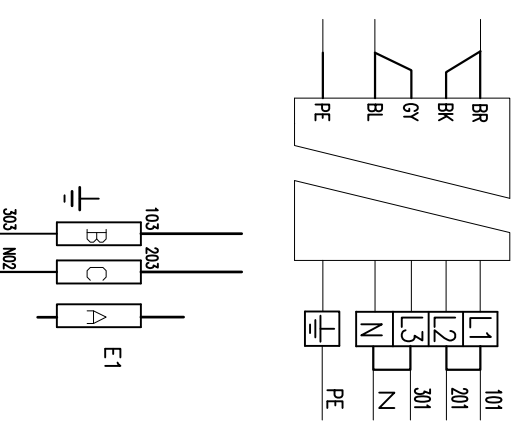 PE BL GY BK BR
303 103
B
N02 203
C
A
E1
N L3 L2 L1
PE N 301 201 101